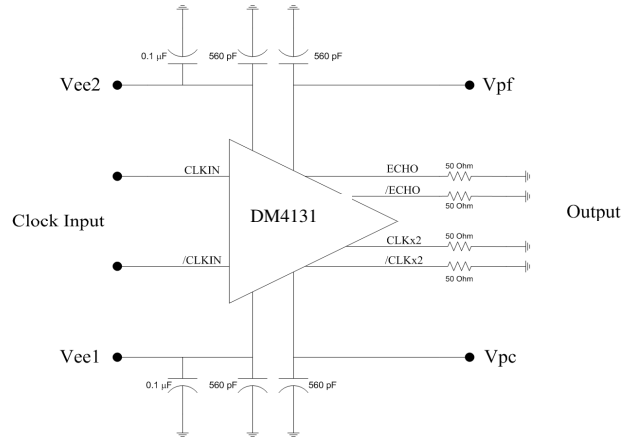 0.1 µF 560 pF 560 pF
Vee2 Vpf
CLKIN ECHO 50 Ohm
/ECHO
50 Ohm
Clock Input DM4131 Output
CLKx2 50 Ohm
/CLKIN /CLKx2
50 Ohm
Vee1 Vpc
0.1 µF 560 pF 560 pF